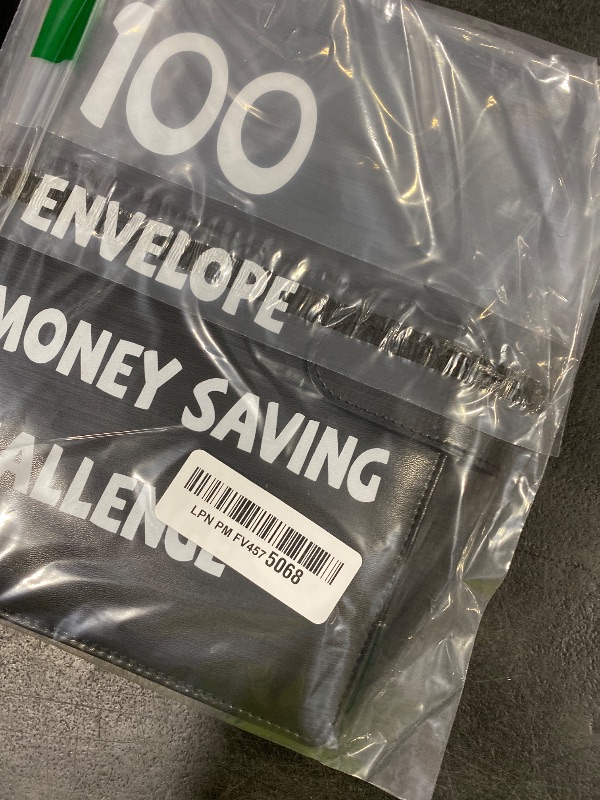 100
ENVELOPE
MONEY SAVING
ALLENGE
LPN PM FV457 5068